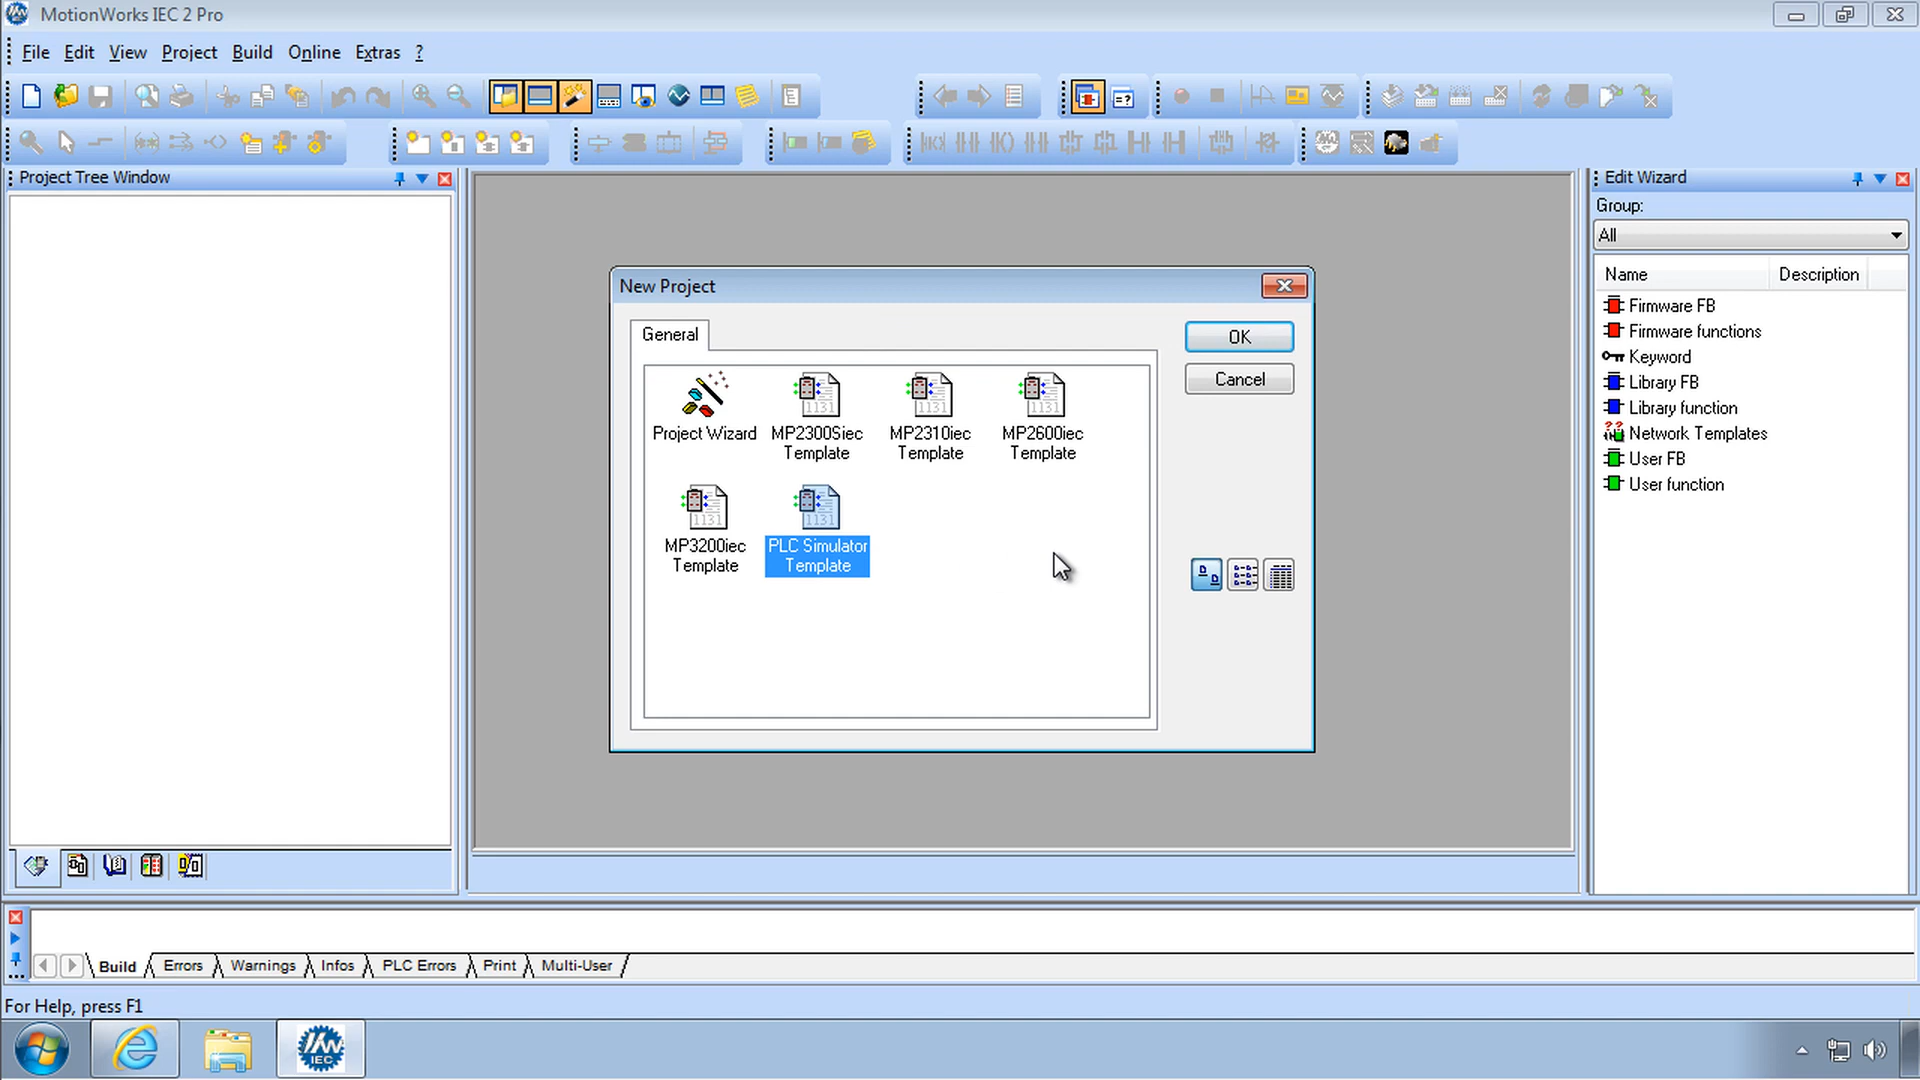 MotionWorks IEC 2 Pro
File Edit View Project Build Online Extras ?
Project Tree Window
Edit Wizard
Group:
All
Name Description
Firmware FB
Firmware functions
Keyword
Library FB
Library function
Network Templates
User FB
User function
New Project
General
OK
Cancel
Project Wizard
MP2300Siec
Template
MP2310iec
Template
MP2600iec
Template
MP3200iec
Template
PLC Simulator
Template
Build Errors Warnings Infos PLC Errors Print Multi-User
For Help, press F1
IEC